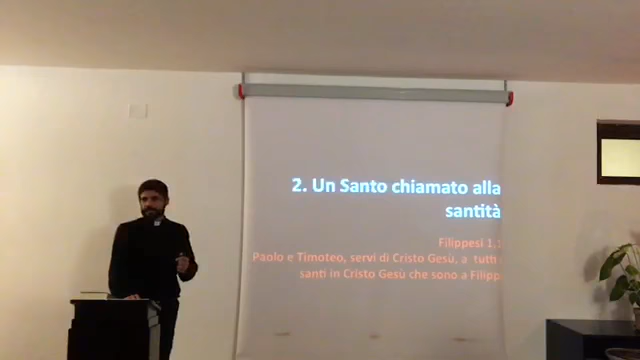 2. Un Santo chiamato alla
santità
Filippesi 1.1
Paolo e Timoteo, servi di Cristo Gesù, a tutti
santi in Cristo Gesù che sono a Filipp